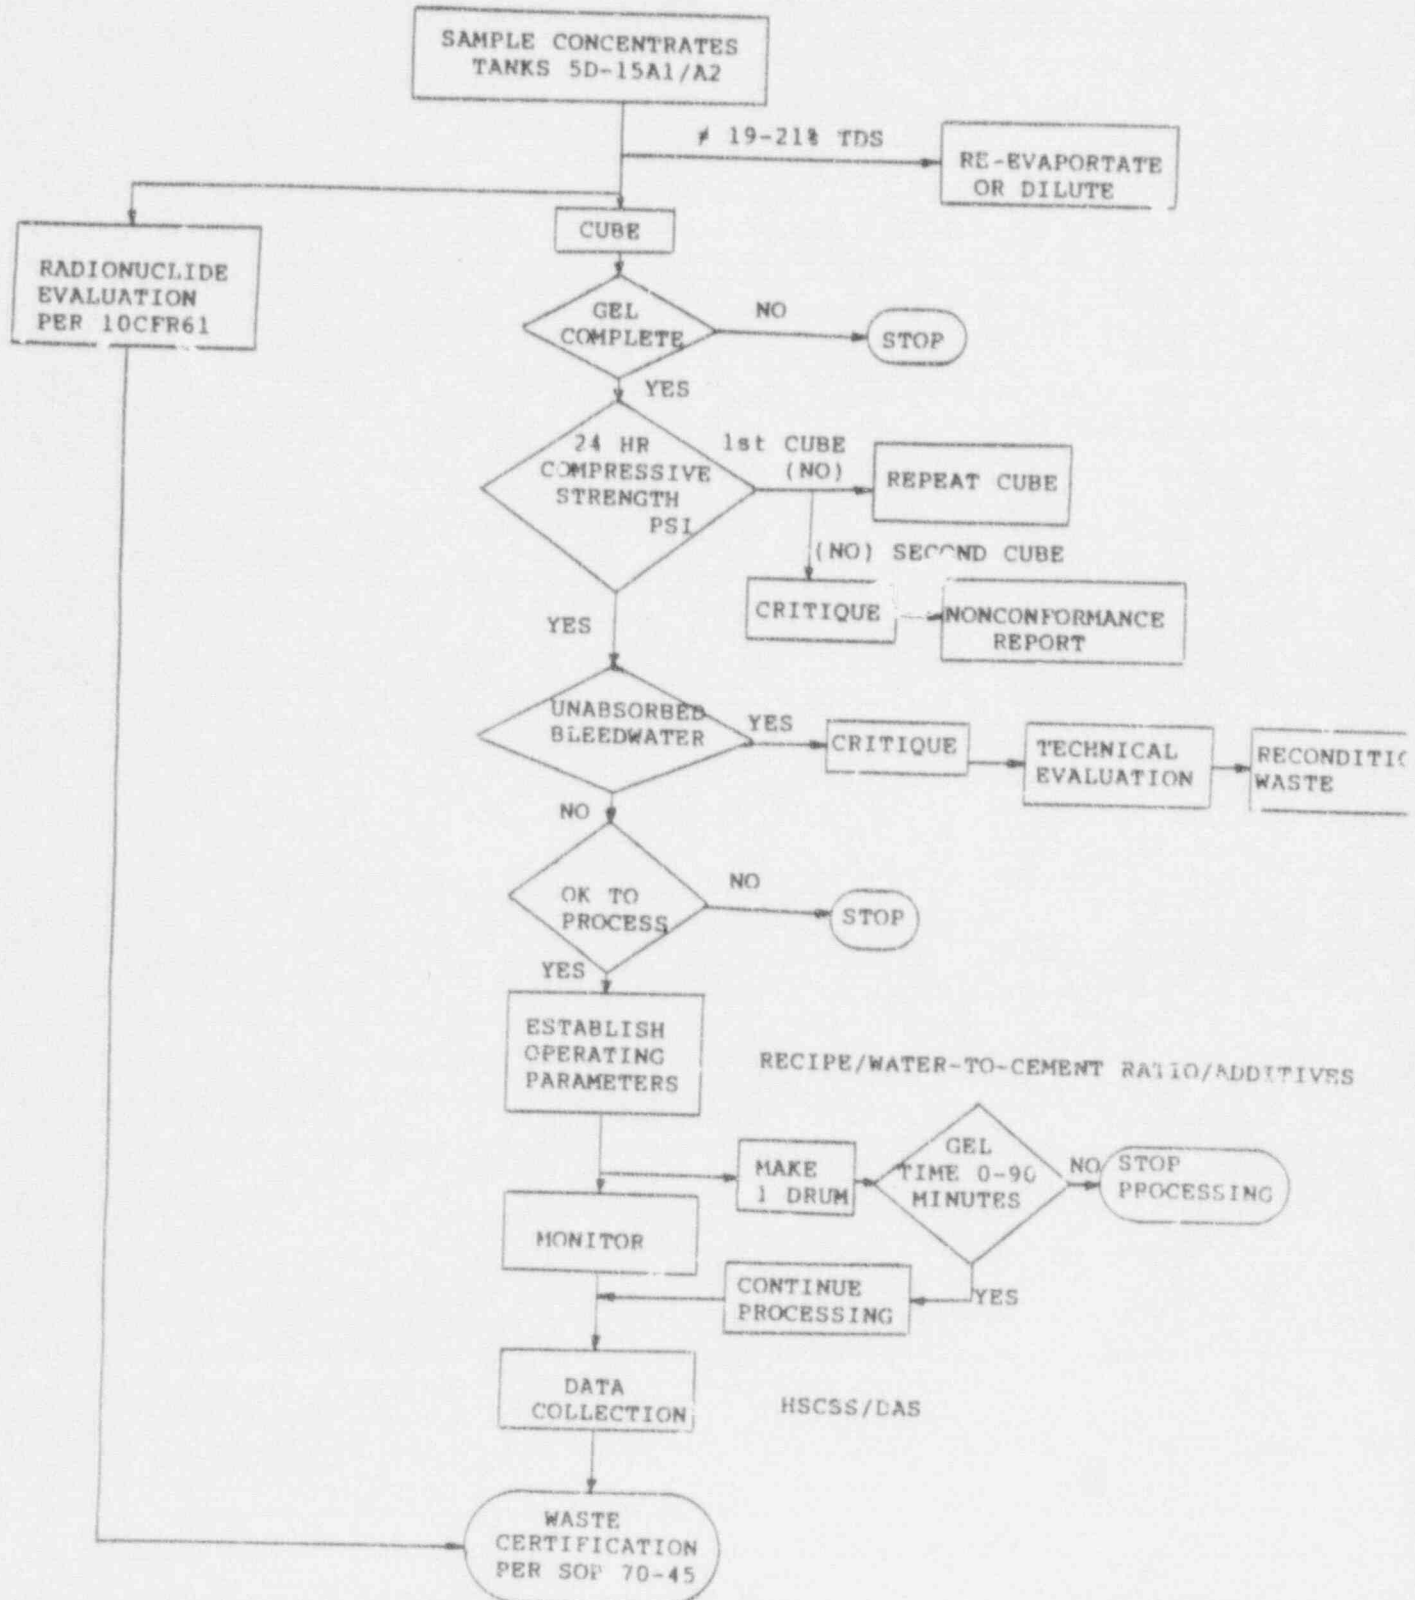 SAMPLE CONCENTRATES
TANKS 5D-15A1/A2
≠ 19-21% TDS
RE-EVAPORTATE
OR DILUTE
CUBE
RADIONUCLIDE
EVALUATION
PER 10CFR61
GEL
COMPLETE
NO
STOP
YES
24 HR
COMPRESSIVE
STRENGTH
PSI
1st CUBE
(NO)
REPEAT CUBE
(NO) SECOND CUBE
CRITIQUE
NONCONFORMANCE
REPORT
YES
UNABSORBED
BLEEDWATER
YES
CRITIQUE
TECHNICAL
EVALUATION
RECONDITIO
WASTE
NO
OK TO
PROCESS
NO
STOP
YES
ESTABLISH
OPERATING
PARAMETERS
RECIPE/WATER-TO-CEMENT RATIO/ADDITIVES
MAKE
1 DRUM
GEL
TIME 0-90
MINUTES
NO
STOP
PROCESSING
MONITOR
CONTINUE
PROCESSING
YES
DATA
COLLECTION
HSCSS/DAS
WASTE
CERTIFICATION
PER SOP 70-45